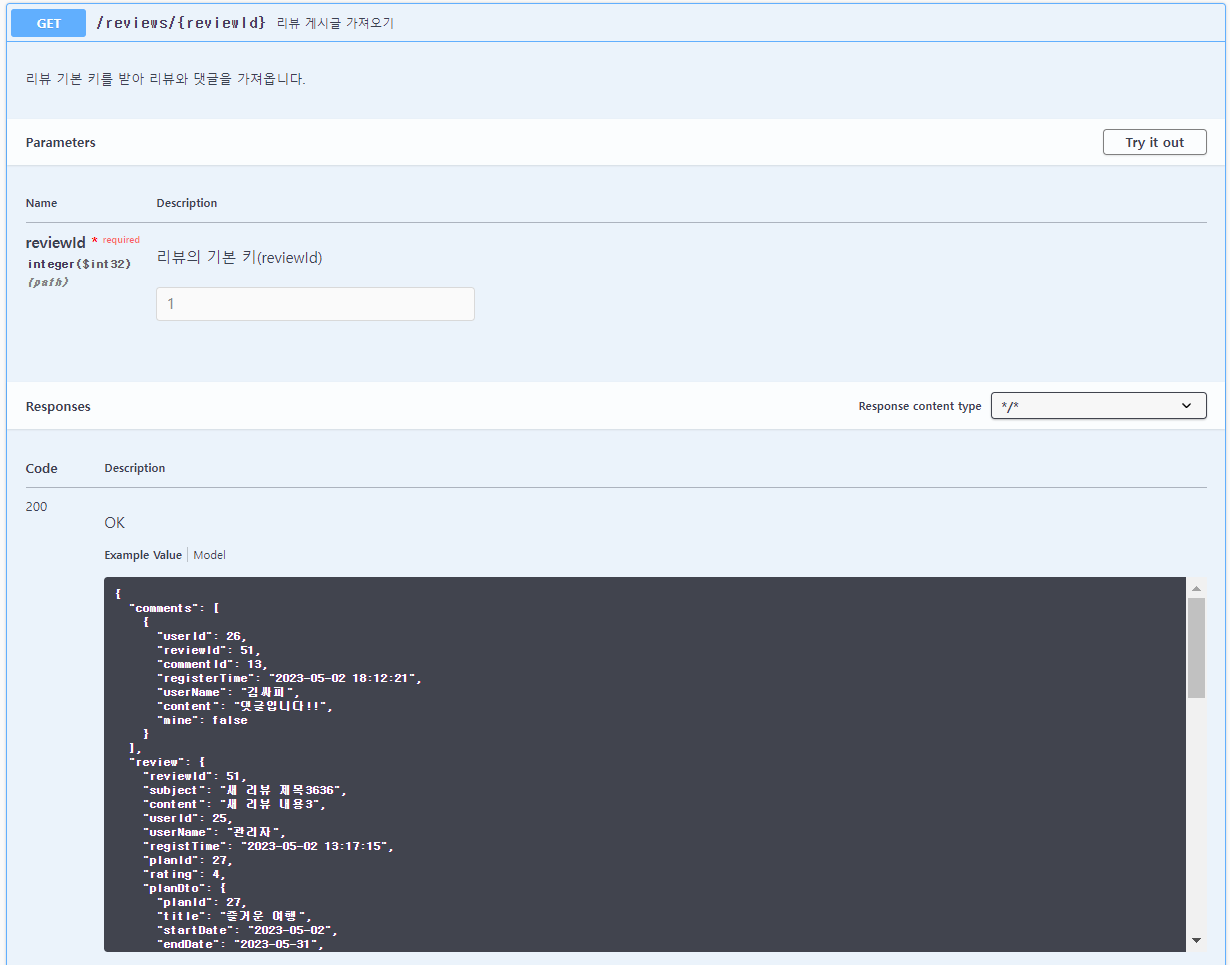 GET /reviews/{reviewId} 리뷰 게시글 가져오기
리뷰 기본 키를 받아 리뷰와 댓글을 가져옵니다.
Parameters Try it out
Name Description
reviewId * required
integer($int32)
(path)
리뷰의 기본 키(reviewId)
1
Responses Response content type */*
Code Description
200
OK
Example Value Model
{
"comments": [
{
"userId": 26,
"reviewId": 51,
"commentId": 13,
"registerTime": "2023-05-02 18:12:21",
"userName": "김싸피",
"content": "댓글입니다!!",
"mine": false
}
],
"review": {
"reviewId": 51,
"subject": "새 리뷰 제목3636",
"content": "새 리뷰 내용3",
"userId": 25,
"userName": "관리자",
"registTime": "2023-05-02 13:17:15",
"planId": 27,
"rating": 4,
"planDto": {
"planId": 27,
"title": "즐거운 여행",
"startDate": "2023-05-02",
"endDate": "2023-05-31",